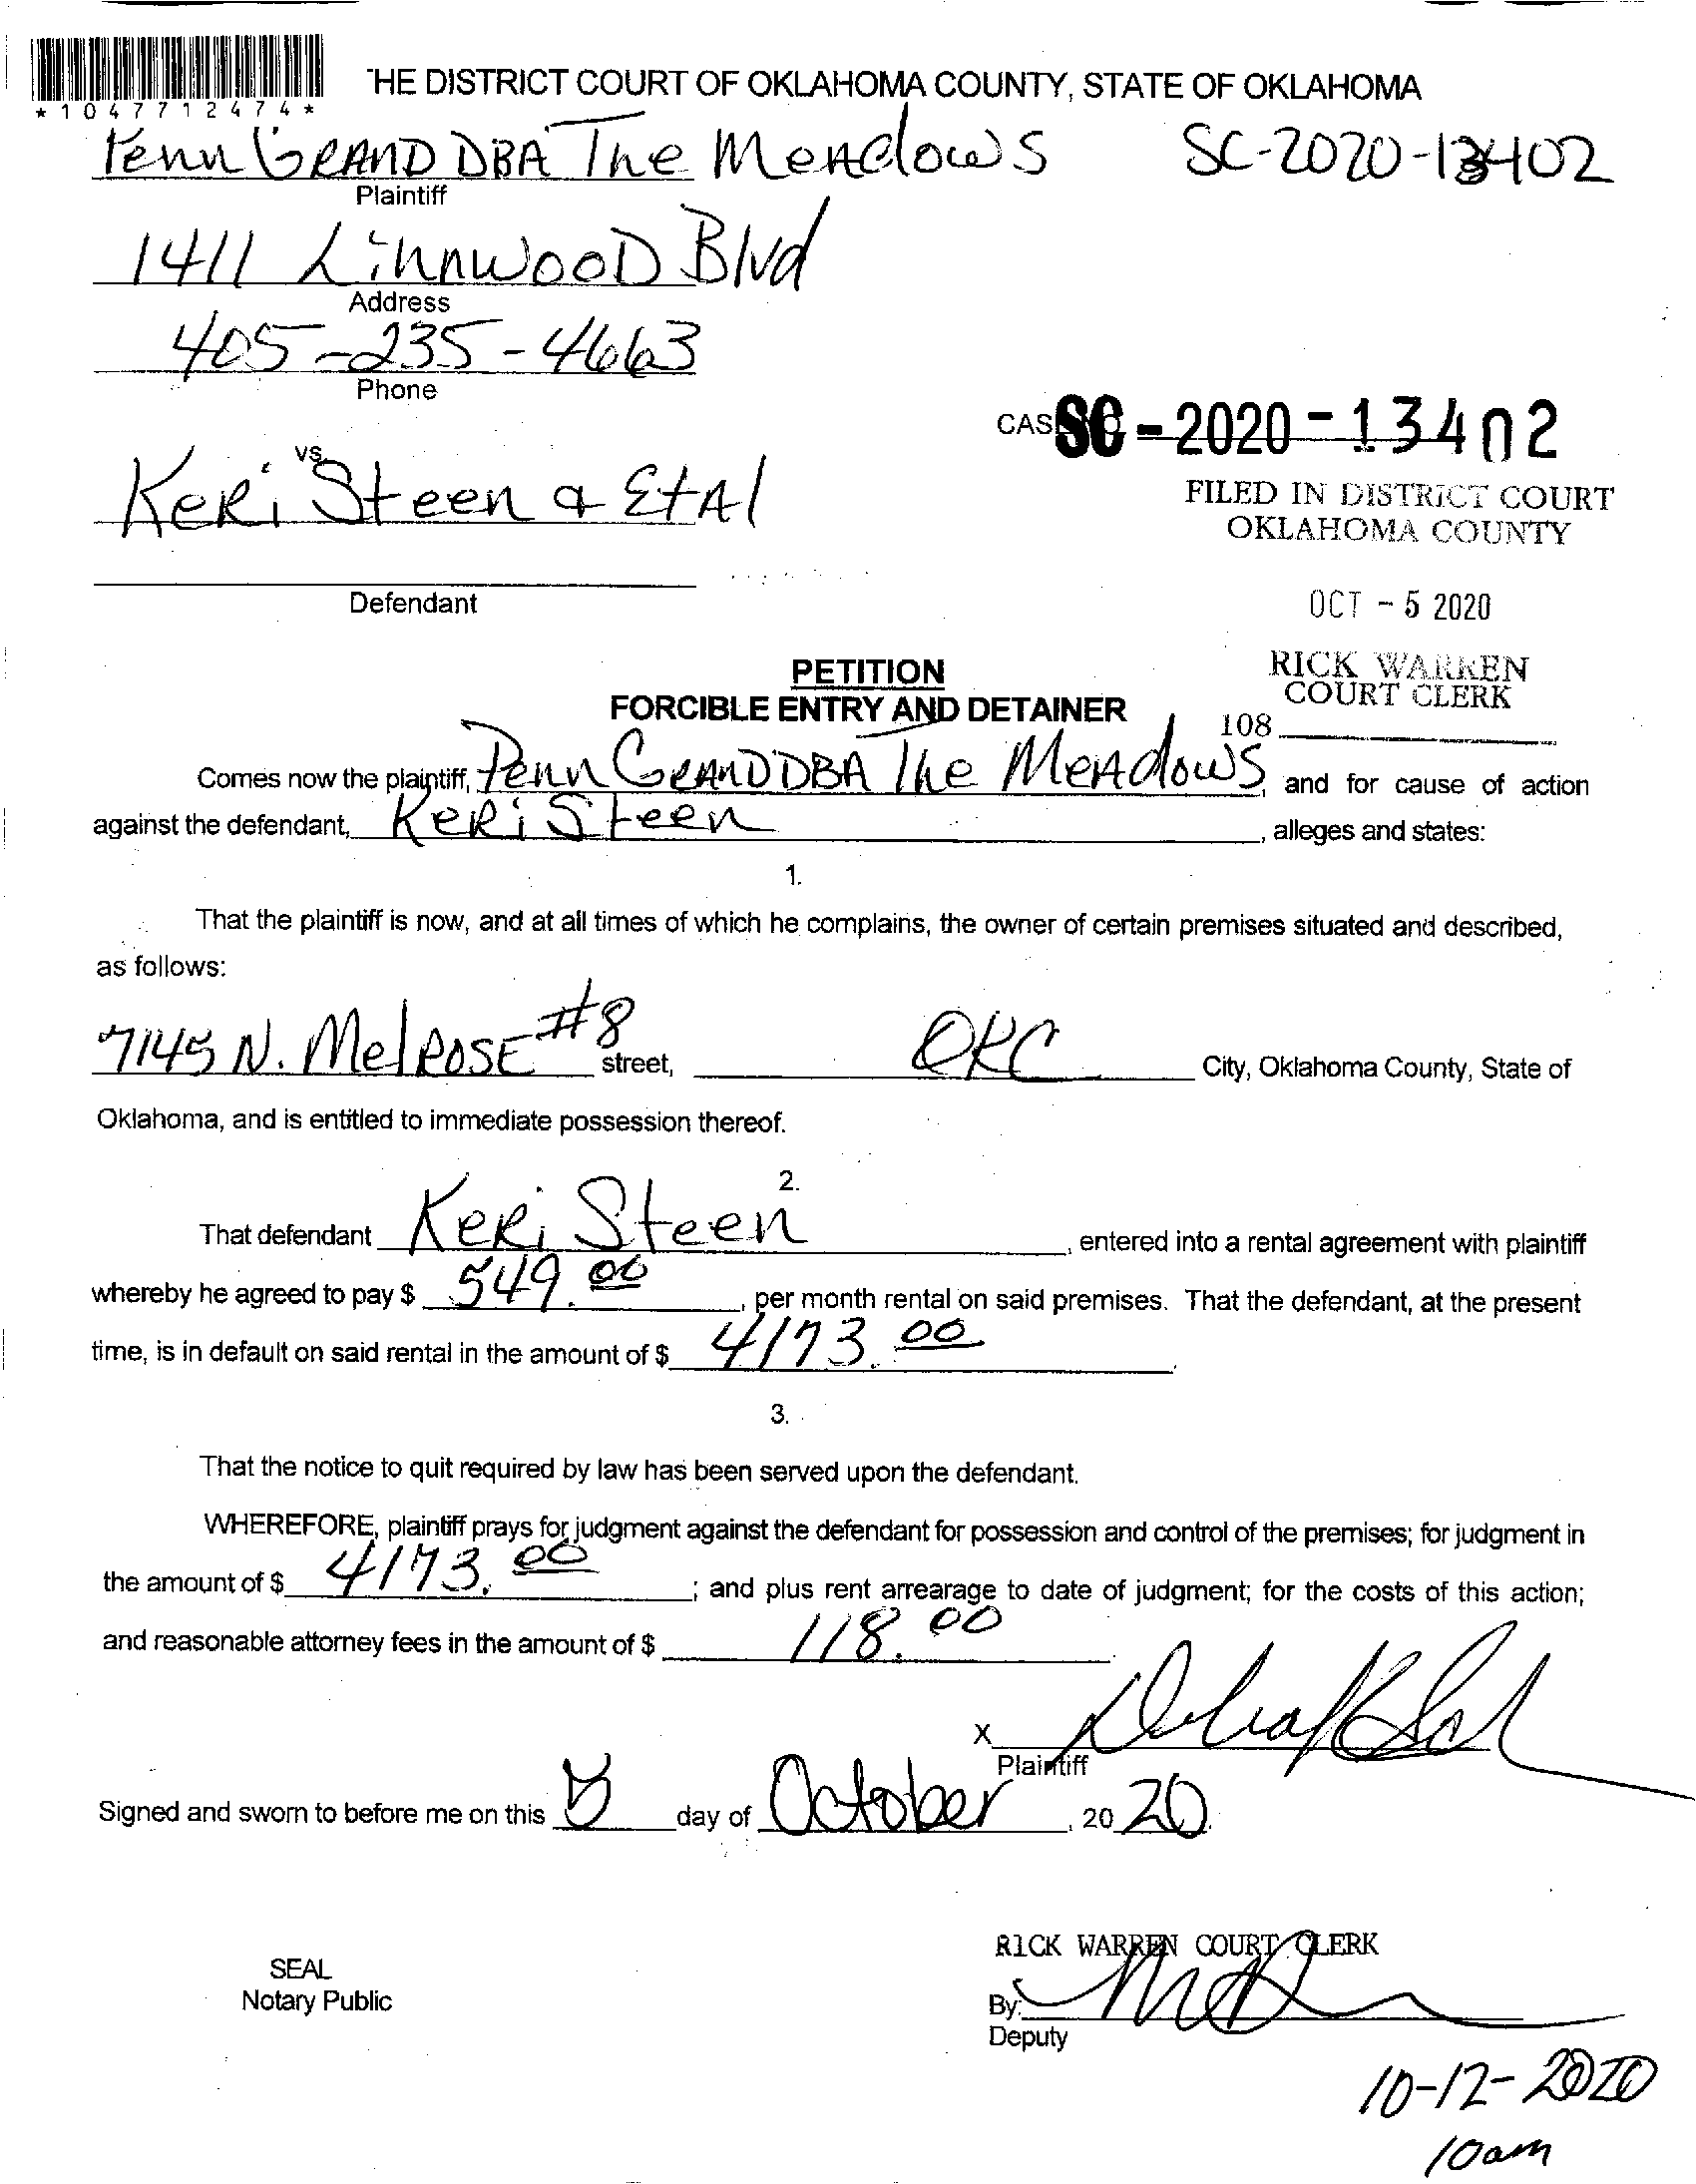 *1047712474*
THE DISTRICT COURT OF OKLAHOMA COUNTY, STATE OF OKLAHOMA
Penn GRAND DBA The MeAdows SC-2020-13402
Plaintiff
1411 LinnwooD Blvd
Address
405-235-4663
Phone
CAS SC-2020-13402
vs.
KeRi Steen & EtAl
FILED IN DISTRICT COURT
OKLAHOMA COUNTY
Defendant
OCT - 5 2020
PETITION
FORCIBLE ENTRY AND DETAINER
RICK WARREN
COURT CLERK
108
Comes now the plaintiff, Penn GRAND DBA The MeAdows, and for cause of action
against the defendant, KeRi Steen, alleges and states:
1.
That the plaintiff is now, and at all times of which he complains, the owner of certain premises situated and described,
as follows:
7145 N. MelROSE #8 street, OKC City, Oklahoma County, State of
Oklahoma, and is entitled to immediate possession thereof.
2.
That defendant KeRi Steen, entered into a rental agreement with plaintiff
whereby he agreed to pay $ 549.00, per month rental on said premises. That the defendant, at the present
time, is in default on said rental in the amount of $ 4173.00.
3.
That the notice to quit required by law has been served upon the defendant.
WHEREFORE, plaintiff prays for judgment against the defendant for possession and control of the premises; for judgment in
the amount of $ 4173.00; and plus rent arrearage to date of judgment; for the costs of this action;
and reasonable attorney fees in the amount of $ 118.00
X
Plaintiff
Signed and sworn to before me on this 5 day of October, 20 20.
RICK WARREN COURT CLERK
SEAL
Notary Public
By:
Deputy
10-12-2020
10am